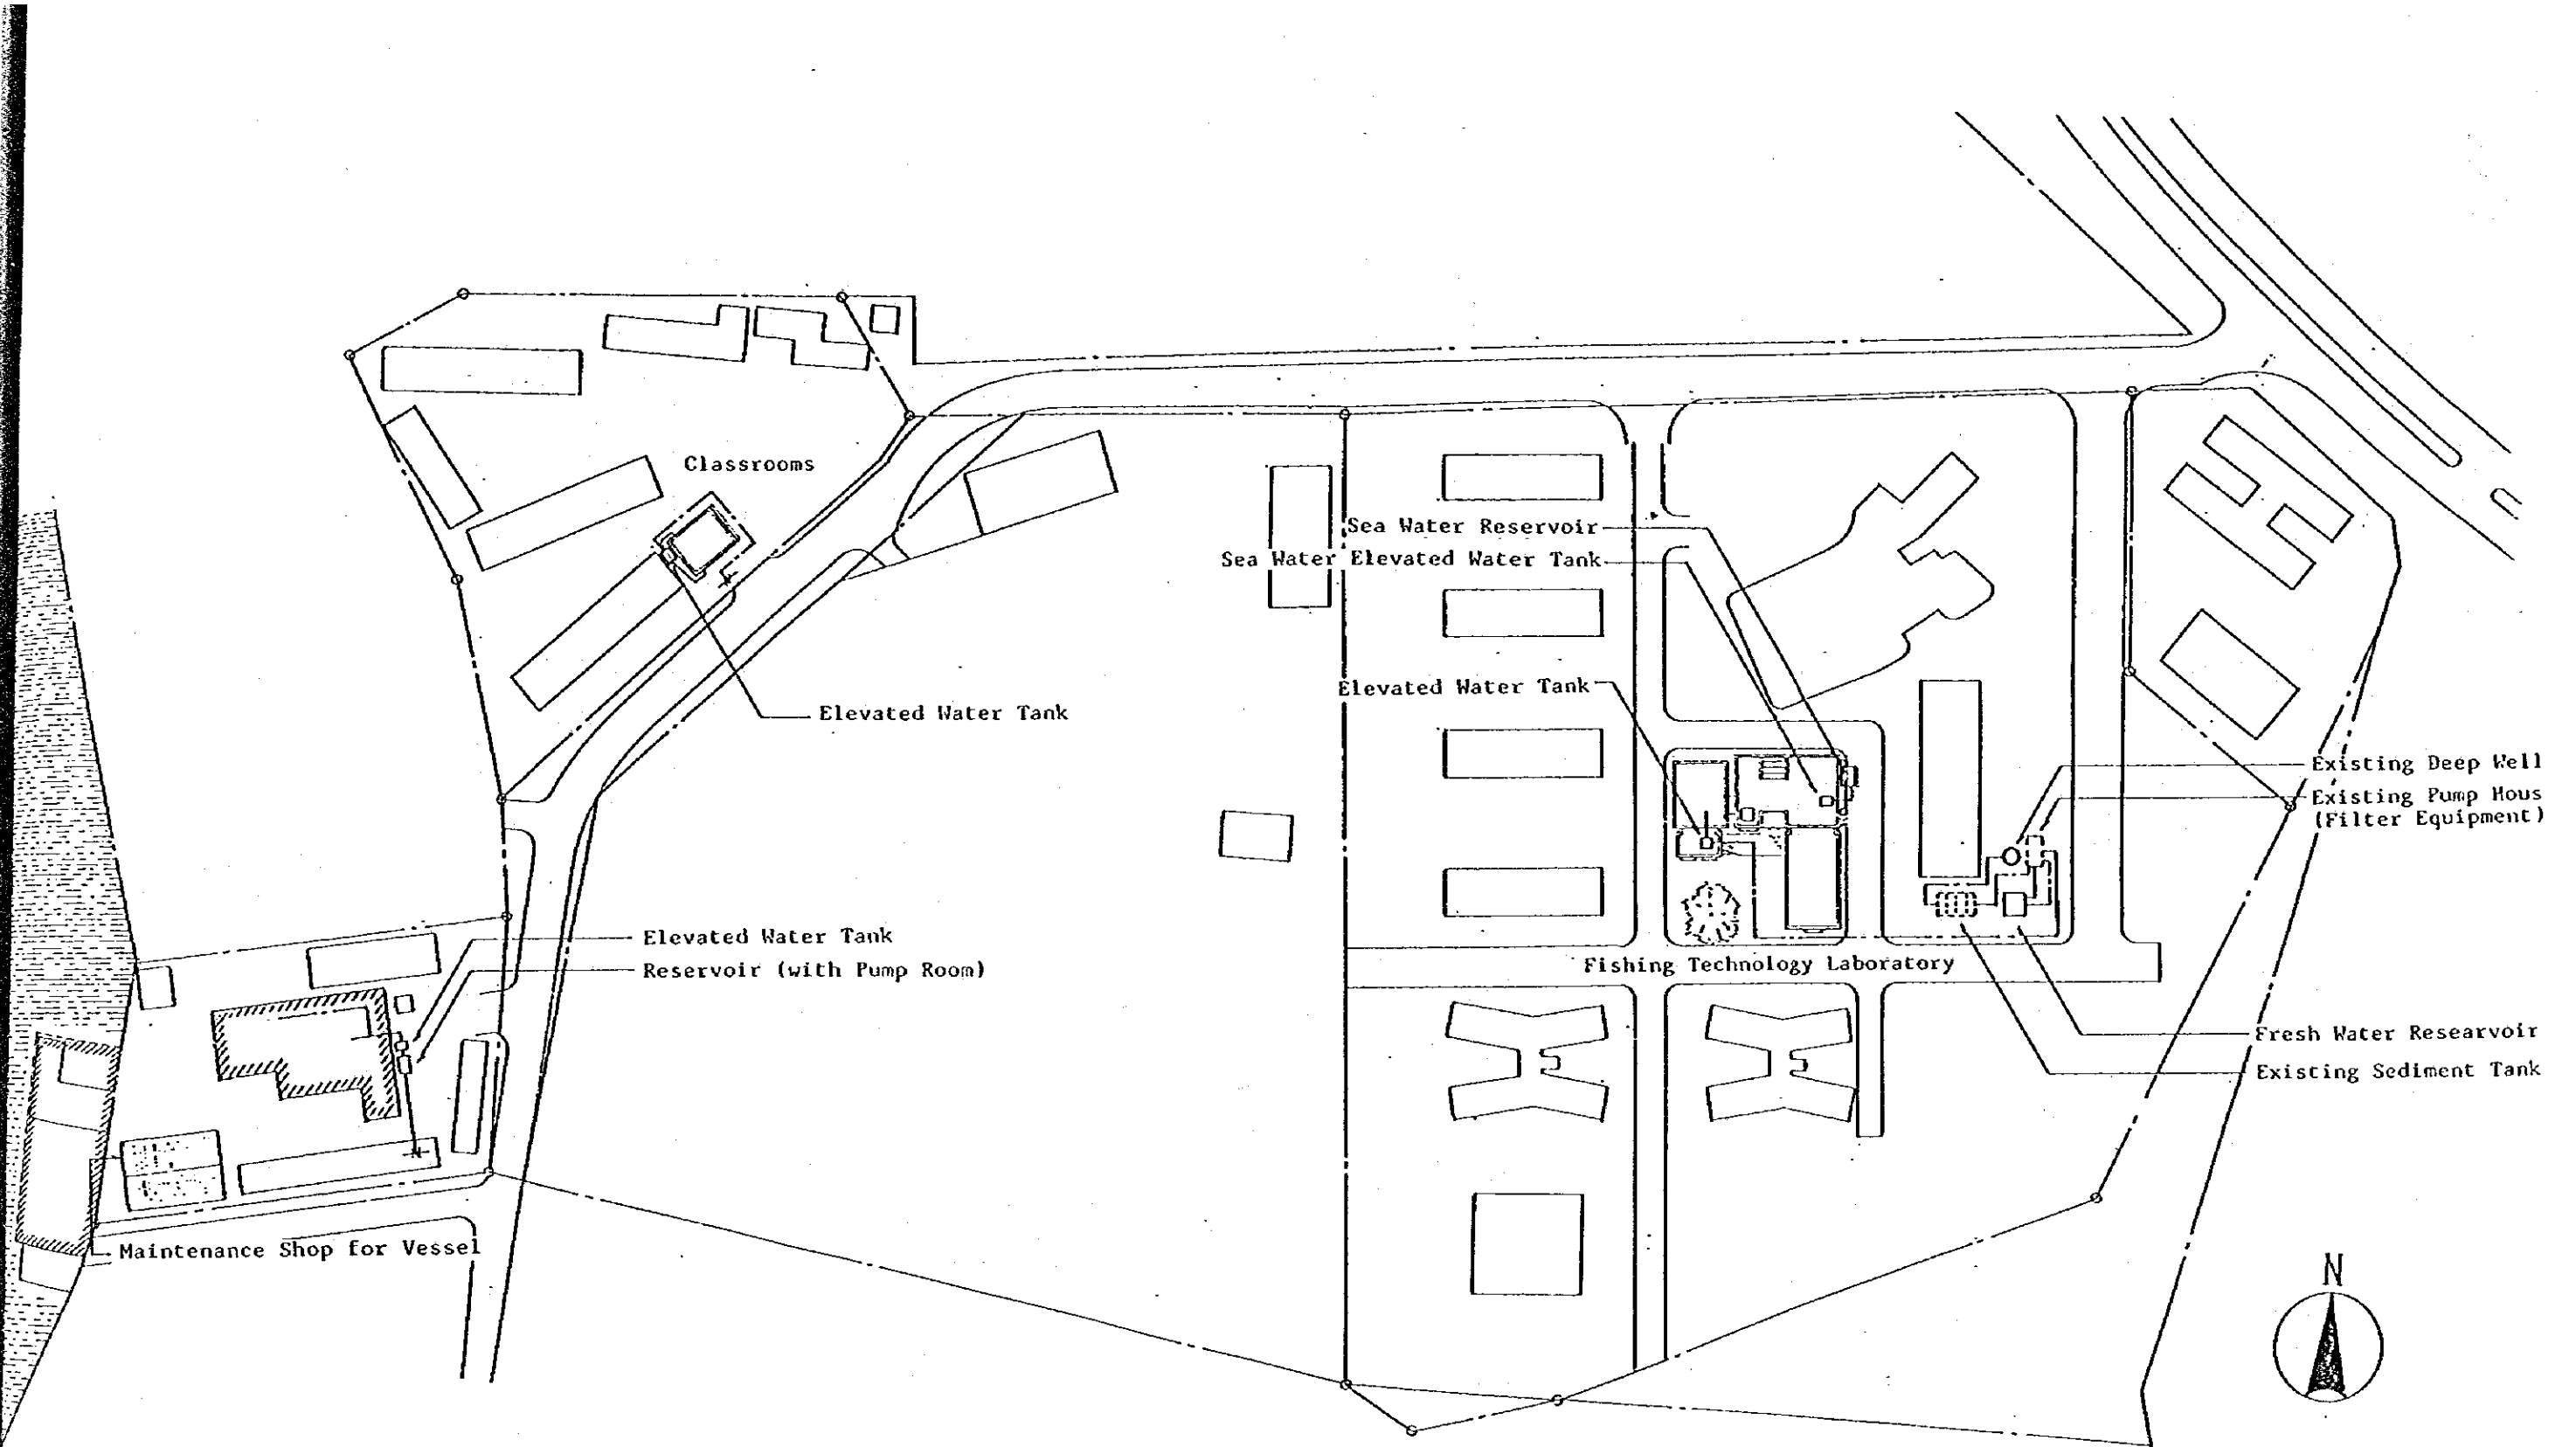 Classrooms
Sea Water Reservoir
Sea Water Elevated Water Tank
Elevated Water Tank
Elevated Water Tank
Existing Deep Well
Existing Pump Hous
(Filter Equipment)
Elevated Water Tank
Reservoir (with Pump Room)
Fishing Technology Laboratory
Fresh Water Researvoir
Existing Sediment Tank
Maintenance Shop for Vessel
N